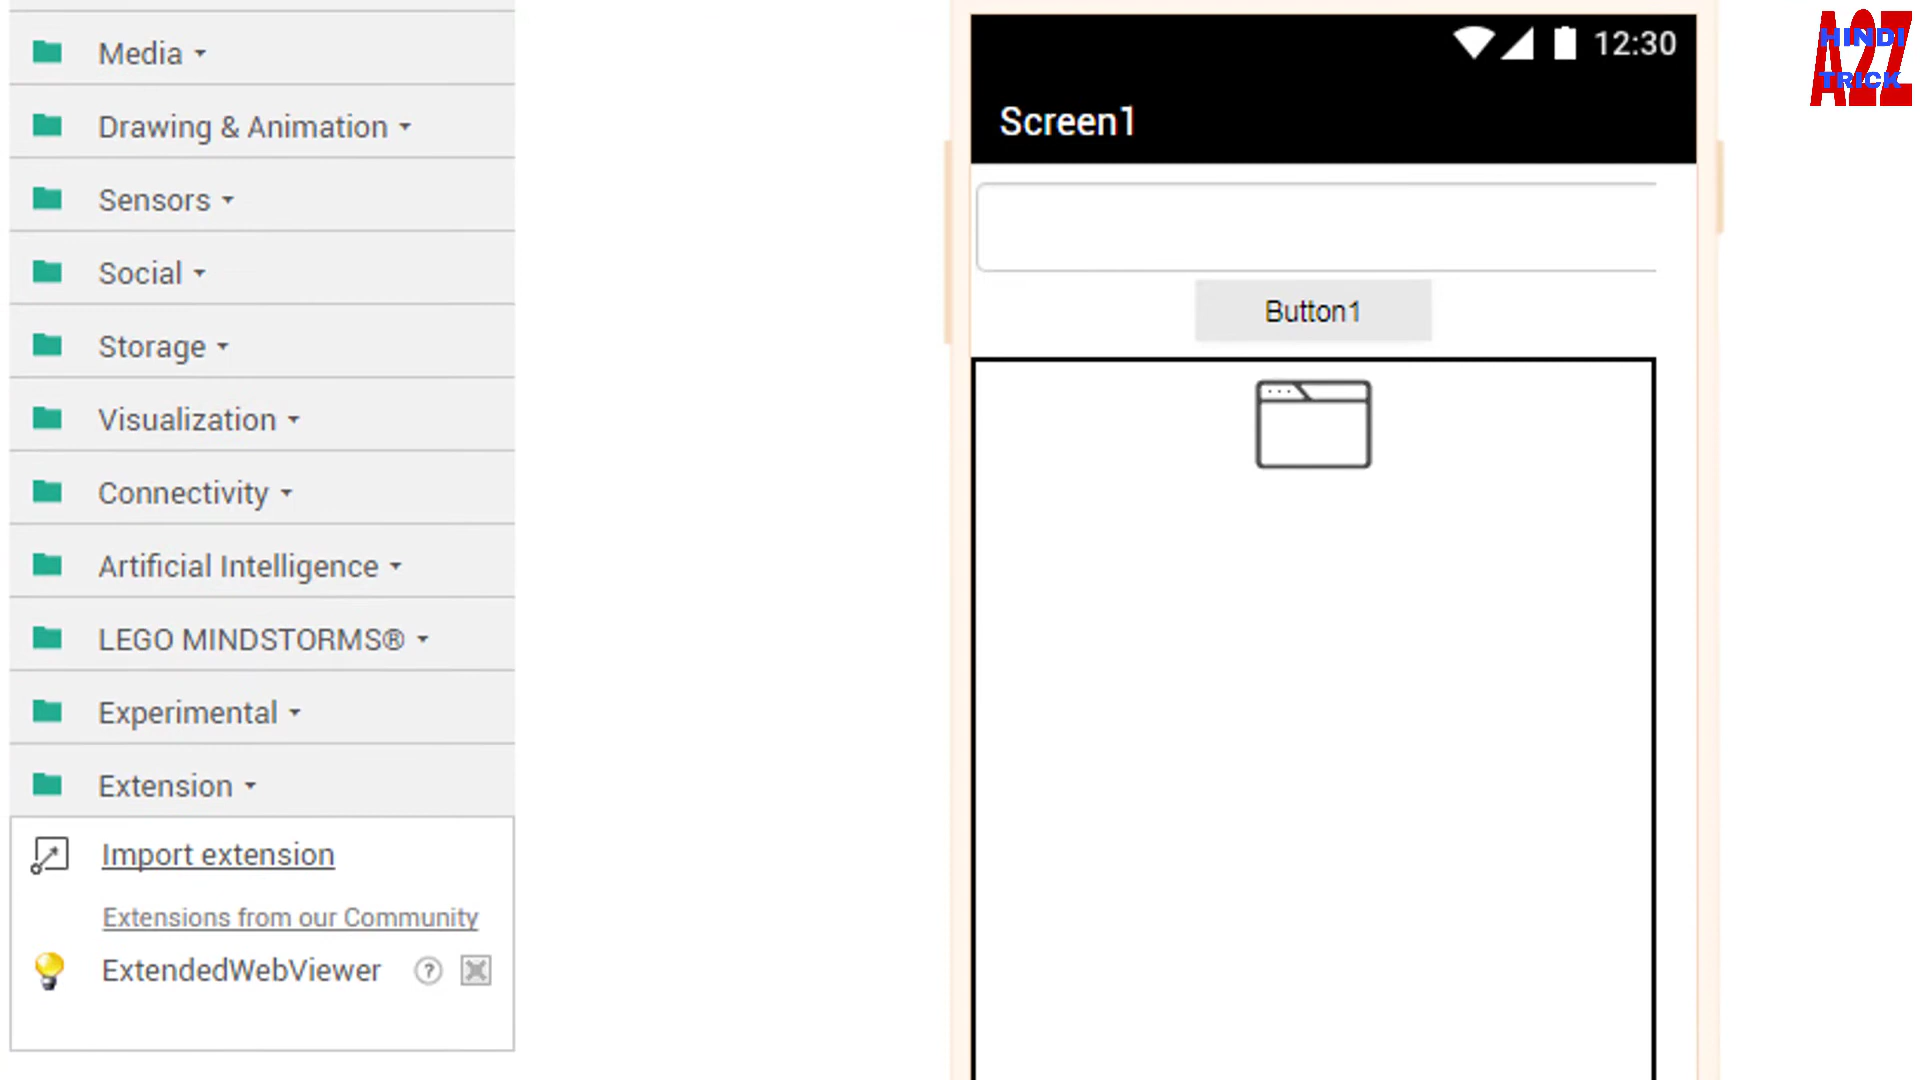 Media
Drawing & Animation
Sensors
Social
Storage
Visualization
Connectivity
Artificial Intelligence
LEGO MINDSTORMS®
Experimental
Extension
Import extension
Extensions from our Community
ExtendedWebViewer ?
12:30
Screen1
Button1
A2Z
HINDI
TRICK